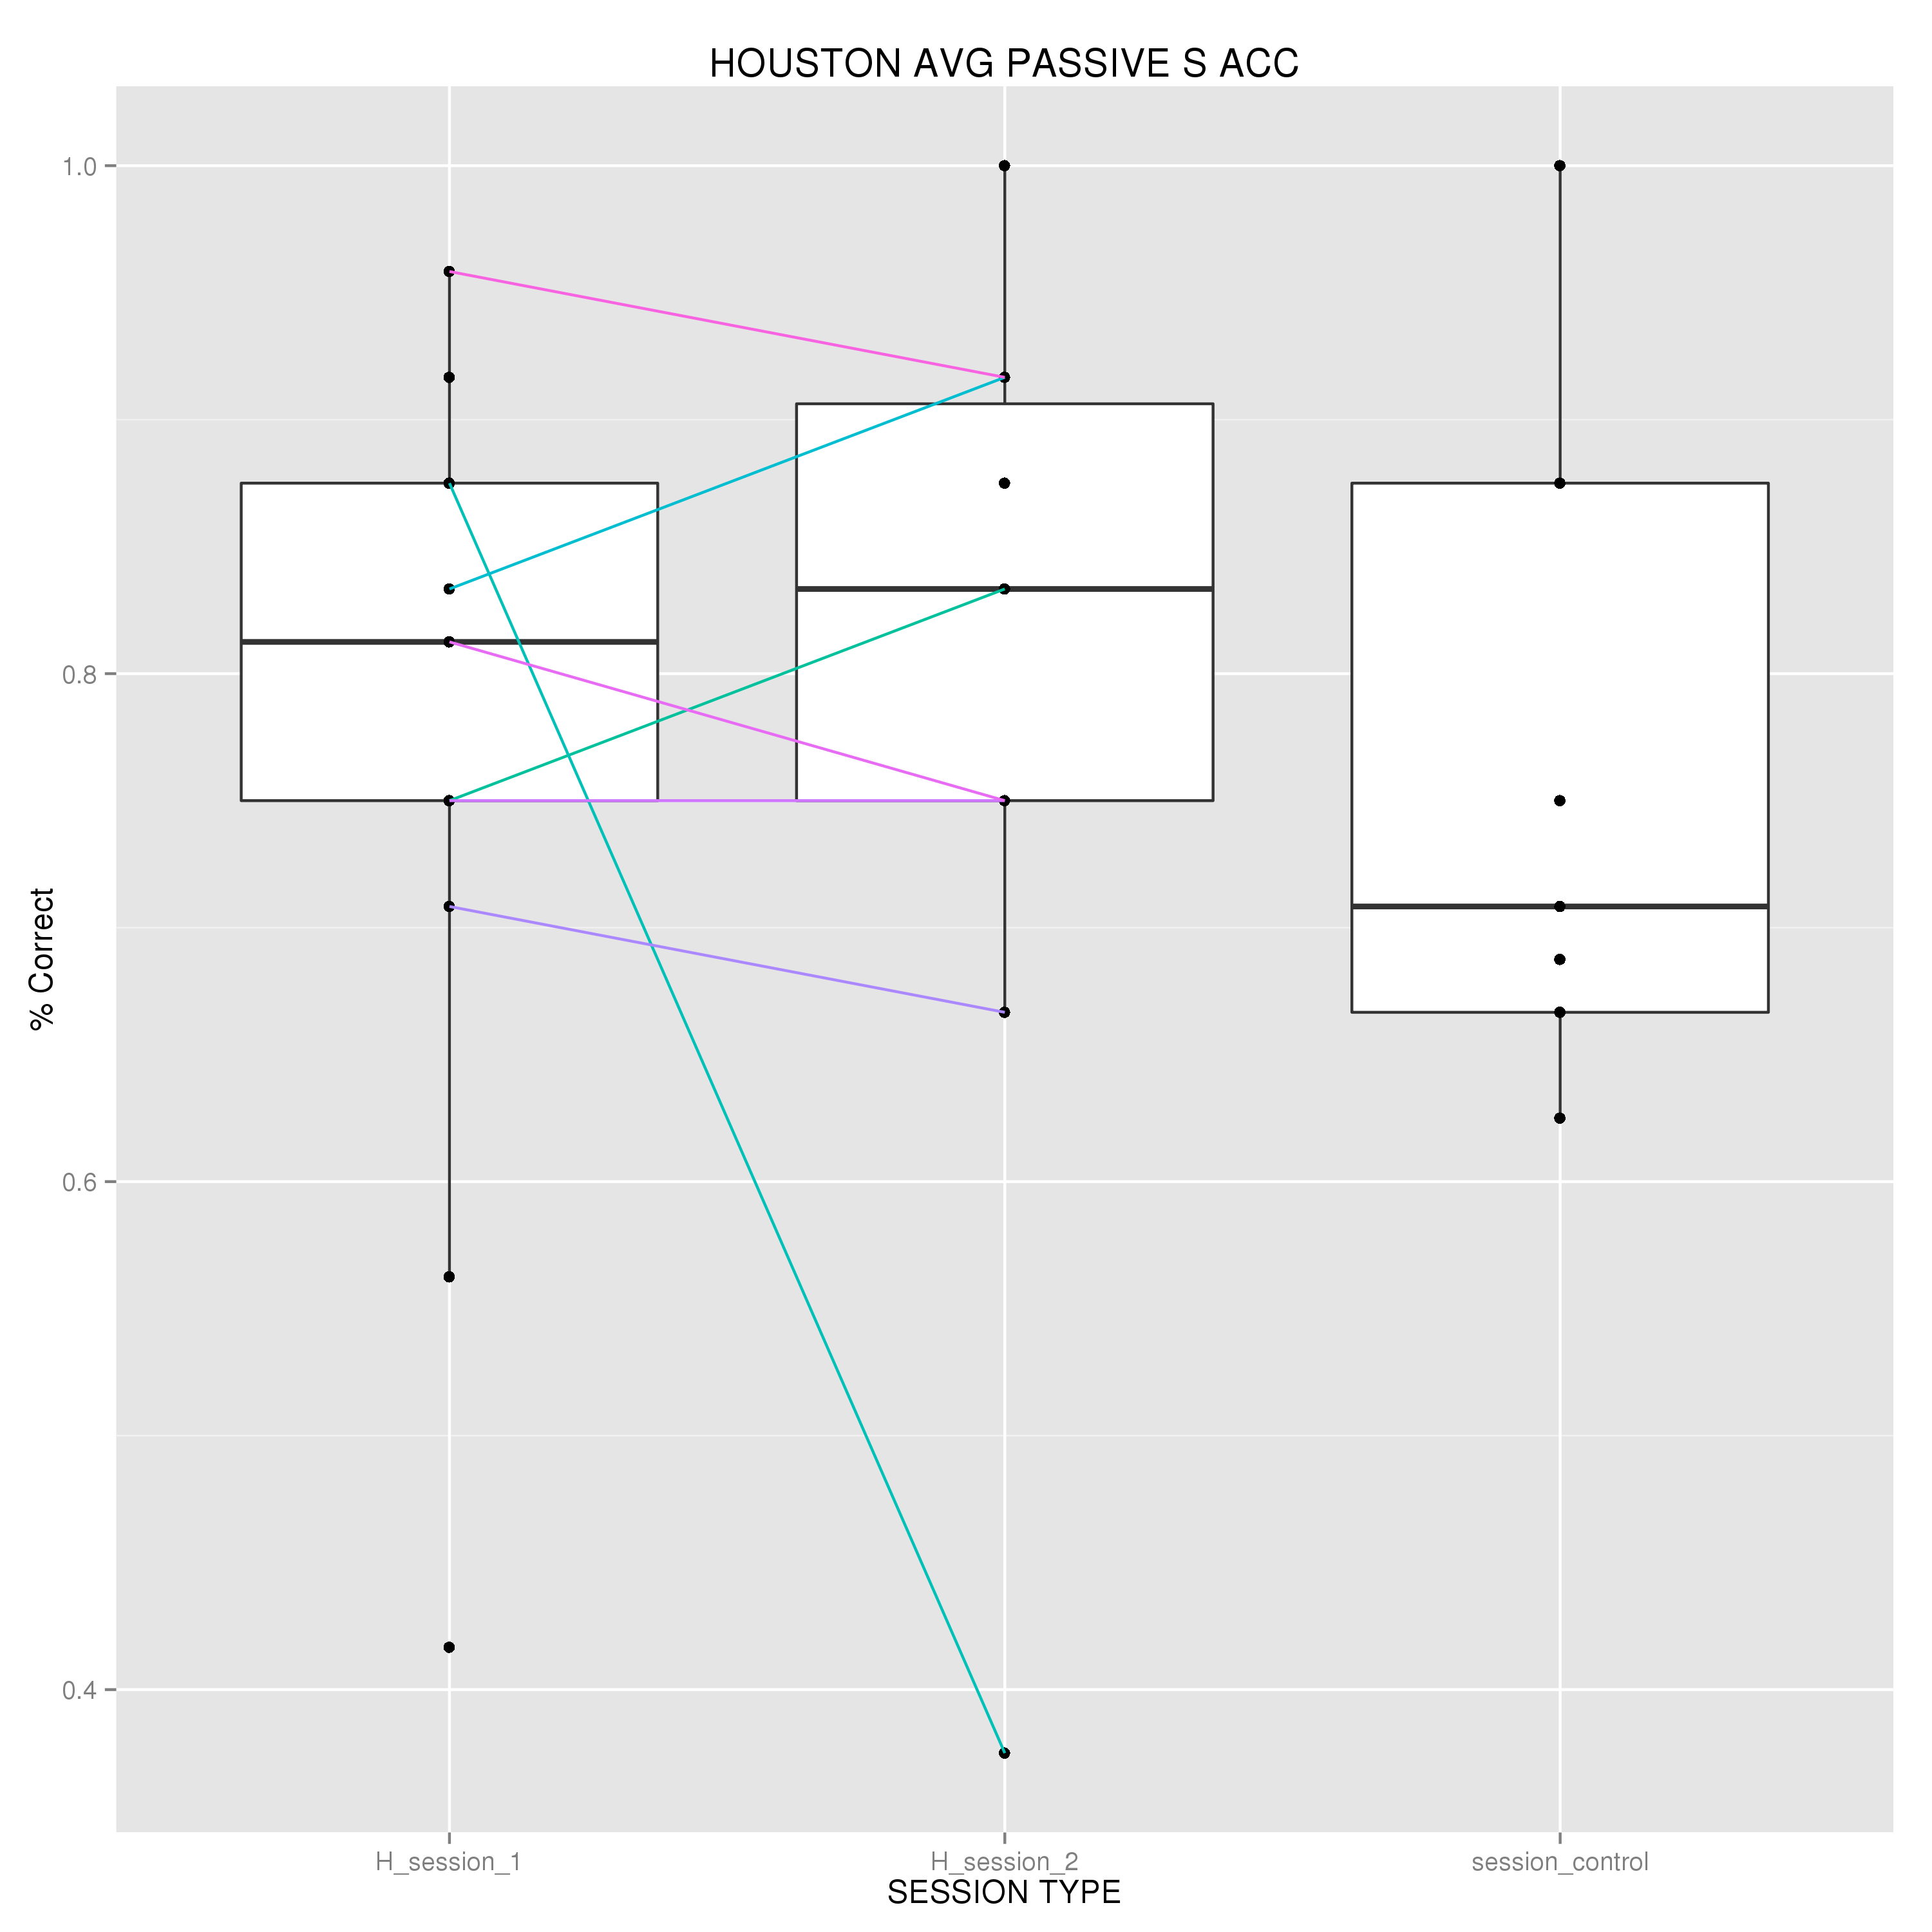 HOUSTON AVG PASSIVE S ACC
1.0
0.8
0.6
0.4
% Correct
H_session_1
H_session_2
session_control
SESSION TYPE